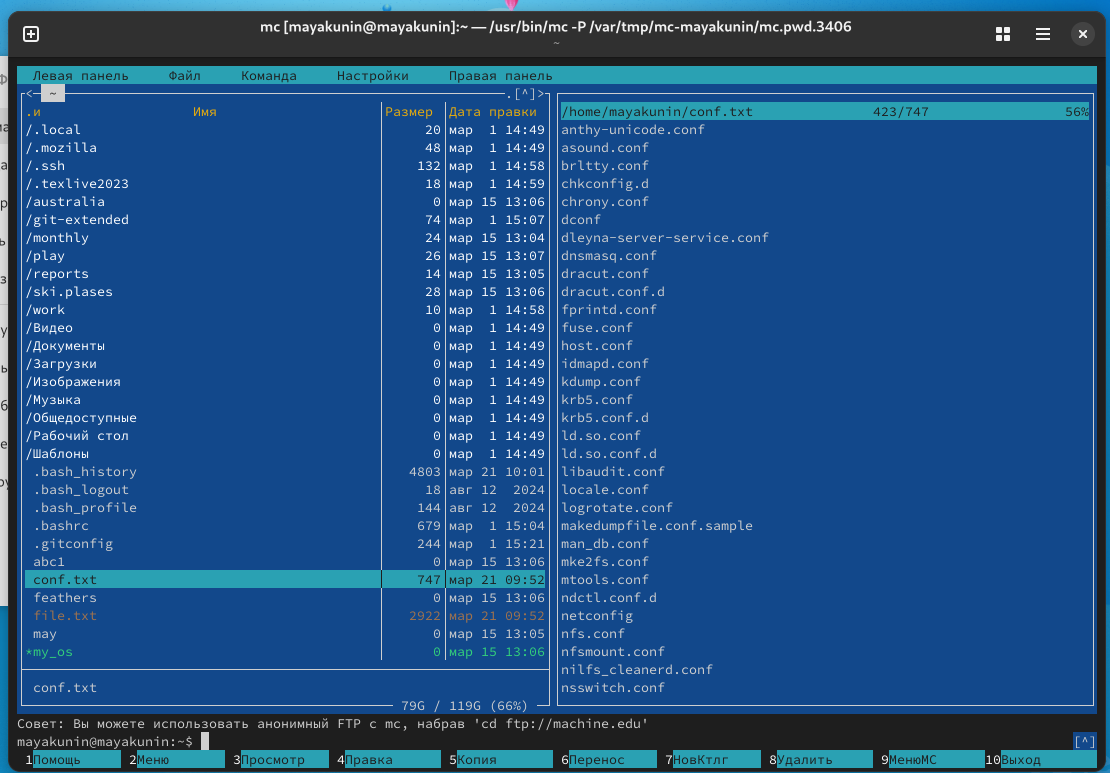 mc [mayakunin@mayakunin]:~ — /usr/bin/mc -P /var/tmp/mc-mayakunin/mc.pwd.3406
~
Левая панель Файл Команда Настройки Правая панель
<— ~ .[^]>
.и Имя Размер Дата правки
/.local 20 мар 1 14:49
/.mozilla 48 мар 1 14:49
/.ssh 132 мар 1 14:58
/.texlive2023 18 мар 1 14:59
/australia 0 мар 15 13:06
/git-extended 74 мар 1 15:07
/monthly 24 мар 15 13:04
/play 26 мар 15 13:07
/reports 14 мар 15 13:05
/ski.plases 28 мар 15 13:06
/work 10 мар 1 14:58
/Видео 0 мар 1 14:49
/Документы 0 мар 1 14:49
/Загрузки 0 мар 1 14:49
/Изображения 0 мар 1 14:49
/Музыка 0 мар 1 14:49
/Общедоступные 0 мар 1 14:49
/Рабочий стол 0 мар 1 14:49
/Шаблоны 0 мар 1 14:49
.bash_history 4803 мар 21 10:01
.bash_logout 18 авг 12 2024
.bash_profile 144 авг 12 2024
.bashrc 679 мар 1 15:04
.gitconfig 244 мар 1 15:21
abc1 0 мар 15 13:06
conf.txt 747 мар 21 09:52
feathers 0 мар 15 13:06
file.txt 2922 мар 21 09:52
may 0 мар 15 13:05
*my_os 0 мар 15 13:06
conf.txt
79G / 119G (66%)
/home/mayakunin/conf.txt 423/747 56%
anthy-unicode.conf
asound.conf
brltty.conf
chkconfig.d
chrony.conf
dconf
dleyna-server-service.conf
dnsmasq.conf
dracut.conf
dracut.conf.d
fprintd.conf
fuse.conf
host.conf
idmapd.conf
kdump.conf
krb5.conf
krb5.conf.d
ld.so.conf
ld.so.conf.d
libaudit.conf
locale.conf
logrotate.conf
makedumpfile.conf.sample
man_db.conf
mke2fs.conf
mtools.conf
ndctl.conf.d
netconfig
nfs.conf
nfsmount.conf
nilfs_cleanerd.conf
nsswitch.conf
Совет: Вы можете использовать анонимный FTP с mc, набрав 'cd ftp://machine.edu'
mayakunin@mayakunin:~$ [^]
1Помощь 2Меню 3Просмотр 4Правка 5Копия 6Перенос 7НовКтлг 8Удалить 9МенюМС 10Выход